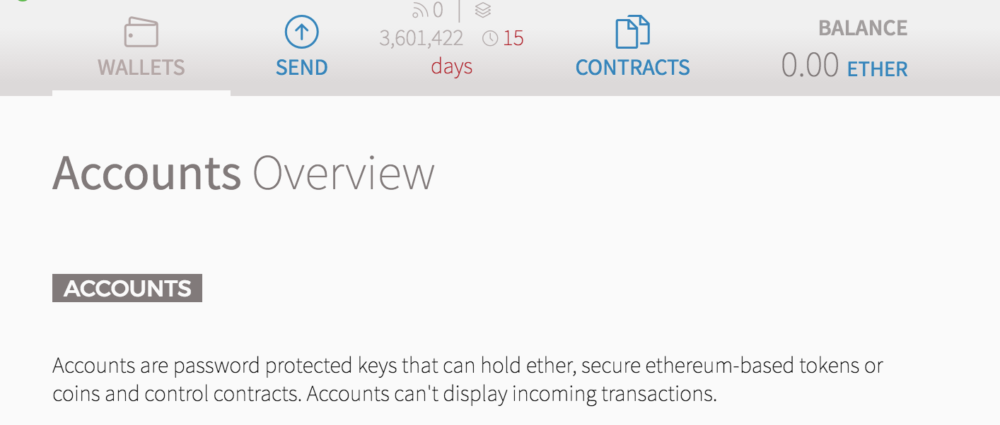 0
3,601,422 15
days
WALLETS
SEND
CONTRACTS
BALANCE
0.00 ETHER
Accounts Overview
ACCOUNTS
Accounts are password protected keys that can hold ether, secure ethereum-based tokens or
coins and control contracts. Accounts can't display incoming transactions.